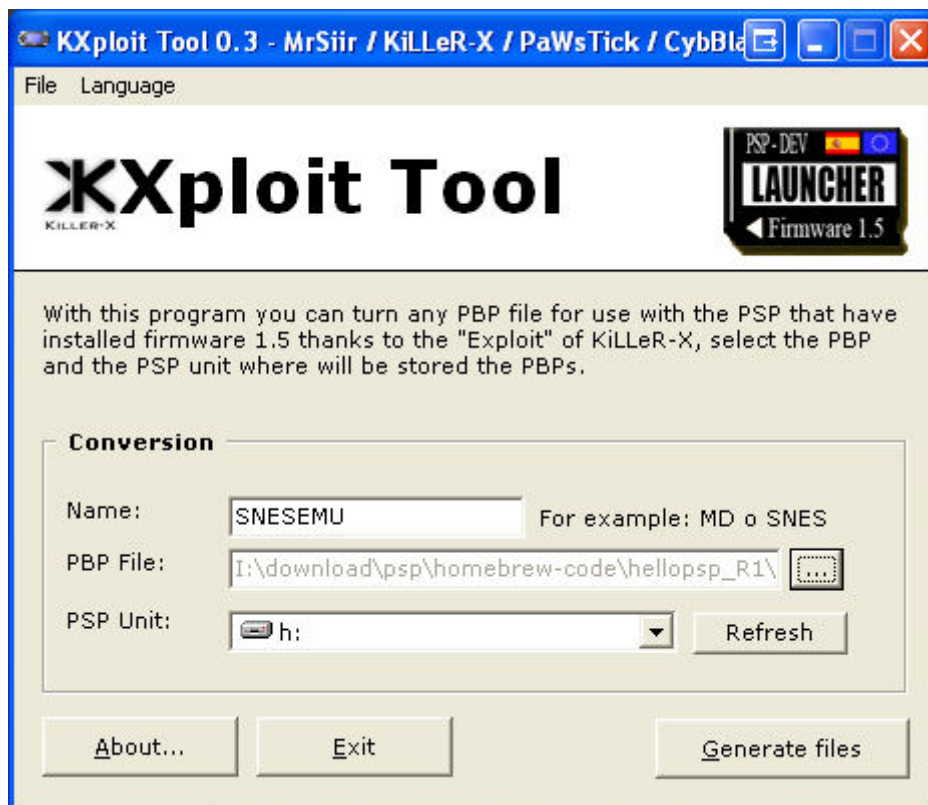 KXploit Tool 0.3 - MrSiir / KiLLeR-X / PaWsTick / CybBla
File Language
KXploit Tool
KILLER-X
PSP-DEV
LAUNCHER
Firmware 1.5
With this program you can turn any PBP file for use with the PSP that have
installed firmware 1.5 thanks to the "Exploit" of KiLLeR-X, select the PBP
and the PSP unit where will be stored the PBPs.
Conversion
Name: SNESEMU For example: MD o SNES
PBP File: I:\download\psp\homebrew-code\hellopsp_R1\ ...
PSP Unit: h: Refresh
About... Exit Generate files